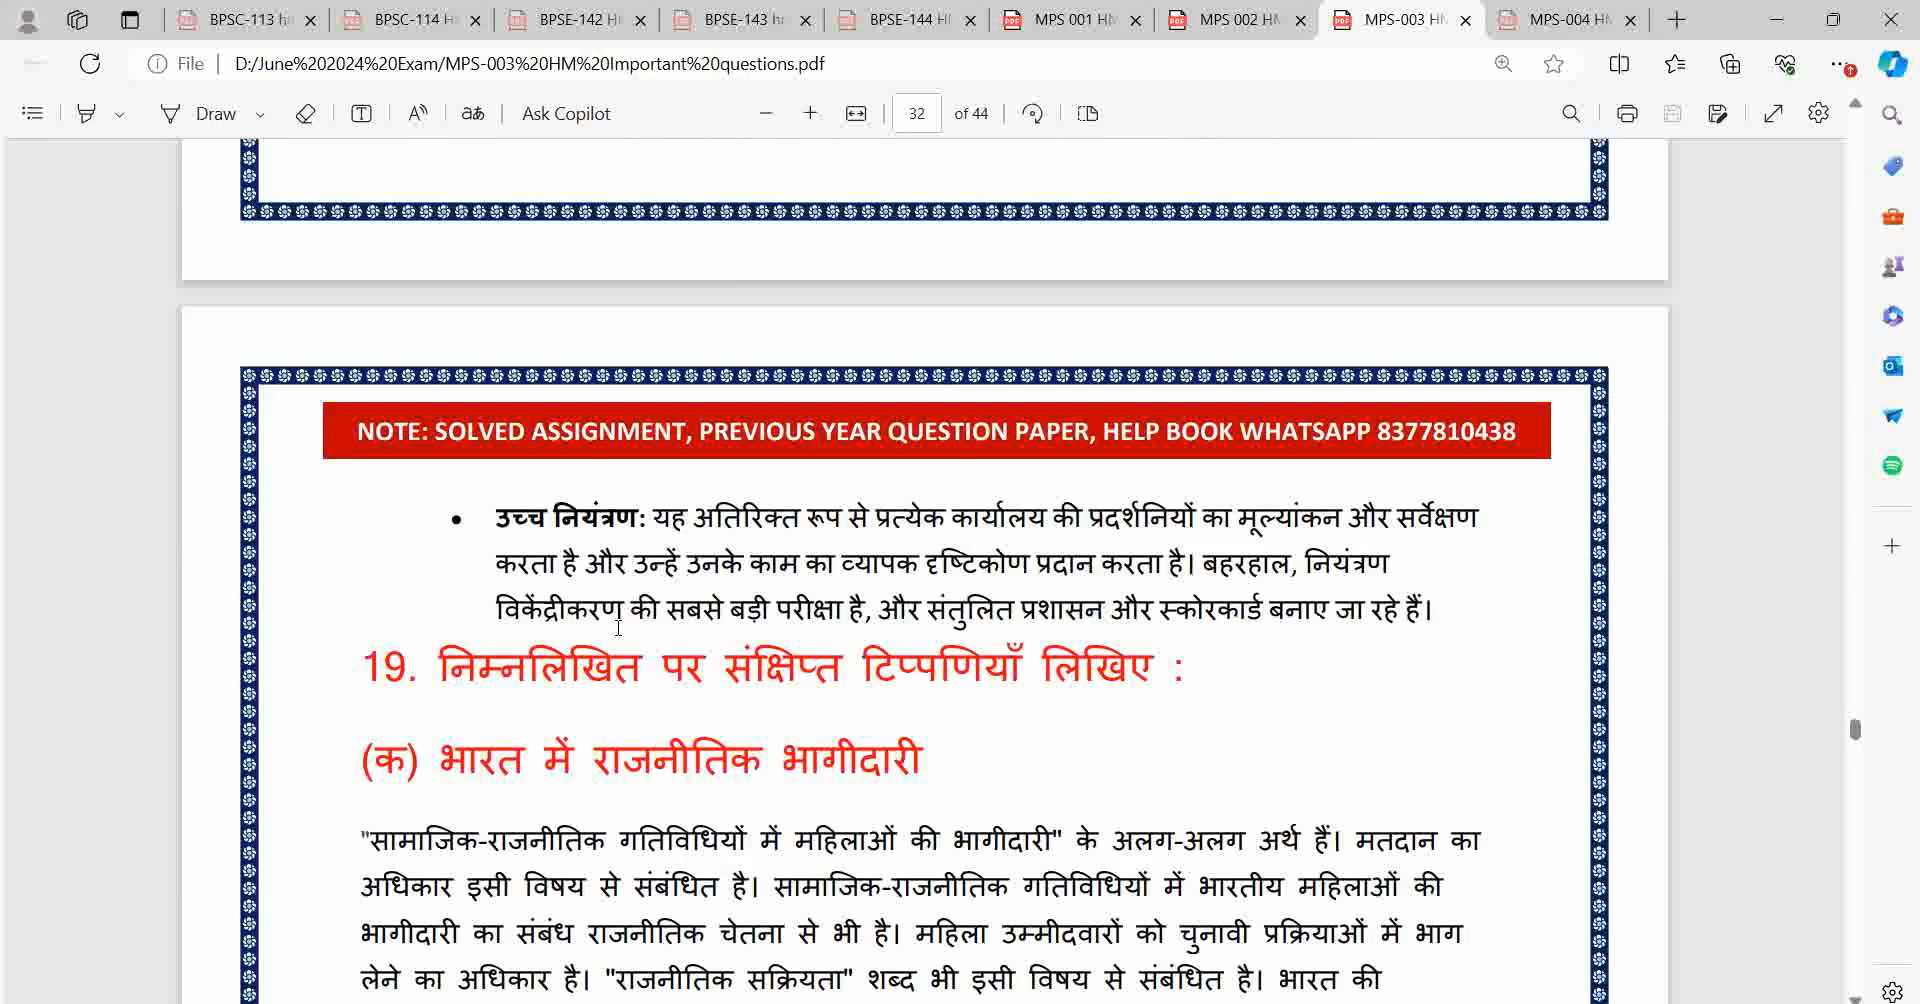 BPSC-113 h
BPSC-114 H
BPSE-142 H
BPSE-143 h
BPSE-144 H
MPS 001 HM
MPS 002 HM
MPS-003 HM
MPS-004 HM
File
D:/June%202024%20Exam/MPS-003%20HM%20Important%20questions.pdf
Draw
Ask Copilot
32 of 44
NOTE: SOLVED ASSIGNMENT, PREVIOUS YEAR QUESTION PAPER, HELP BOOK WHATSAPP 8377810438
• उच्च नियंत्रण: यह अतिरिक्त रूप से प्रत्येक कार्यालय की प्रदर्शनियों का मूल्यांकन और सर्वेक्षण
करता है और उन्हें उनके काम का व्यापक दृष्टिकोण प्रदान करता है। बहरहाल, नियंत्रण
विकेंद्रीकरण की सबसे बड़ी परीक्षा है, और संतुलित प्रशासन और स्कोरकार्ड बनाए जा रहे हैं।
19. निम्नलिखित पर संक्षिप्त टिप्पणियाँ लिखिए :
(क) भारत में राजनीतिक भागीदारी
"सामाजिक-राजनीतिक गतिविधियों में महिलाओं की भागीदारी" के अलग-अलग अर्थ हैं। मतदान का
अधिकार इसी विषय से संबंधित है। सामाजिक-राजनीतिक गतिविधियों में भारतीय महिलाओं की
भागीदारी का संबंध राजनीतिक चेतना से भी है। महिला उम्मीदवारों को चुनावी प्रक्रियाओं में भाग
लेने का अधिकार है। "राजनीतिक सक्रियता" शब्द भी इसी विषय से संबंधित है। भारत की